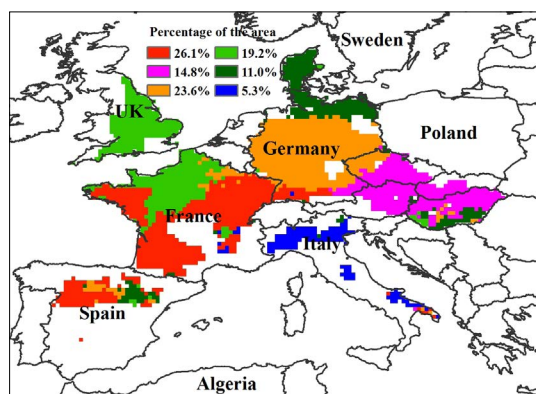 Percentage of the area
26.1% 19.2%
14.8% 11.0%
23.6% 5.3%
Sweden
UK
Poland
Germany
France
Italy
Spain
Algeria